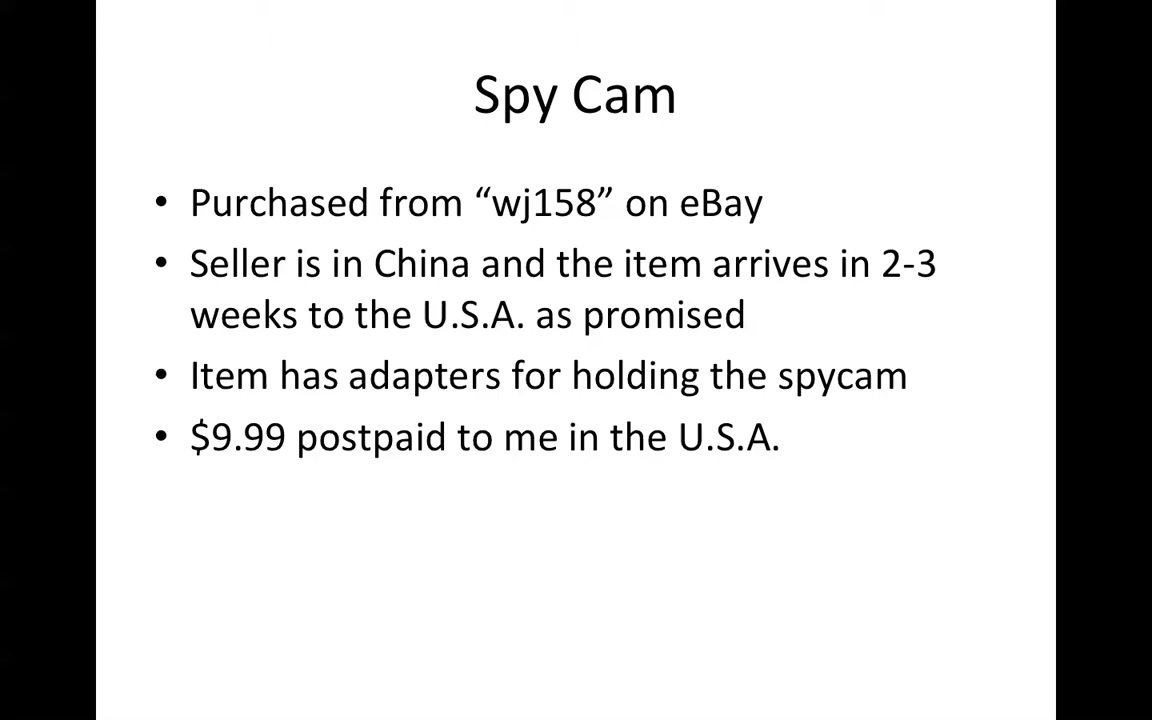 Spy Cam
• Purchased from “wj158” on eBay
• Seller is in China and the item arrives in 2-3
weeks to the U.S.A. as promised
• Item has adapters for holding the spycam
• $9.99 postpaid to me in the U.S.A.